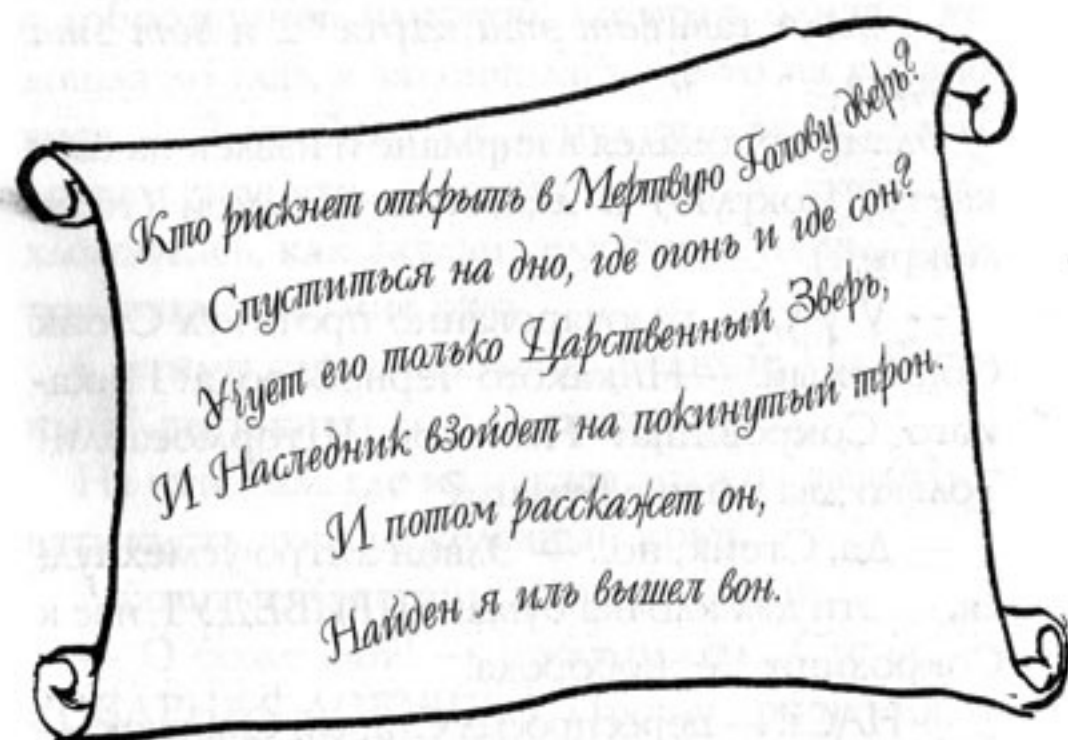 Кто рискнет открыть в Мертвую Голову дверь?
Спуститься на дно, где огонь и где сон?
Учует его только Царственный Зверь,
И Наследник взойдет на покинутый трон.
И потом расскажет он,
Найден я иль вышел вон.